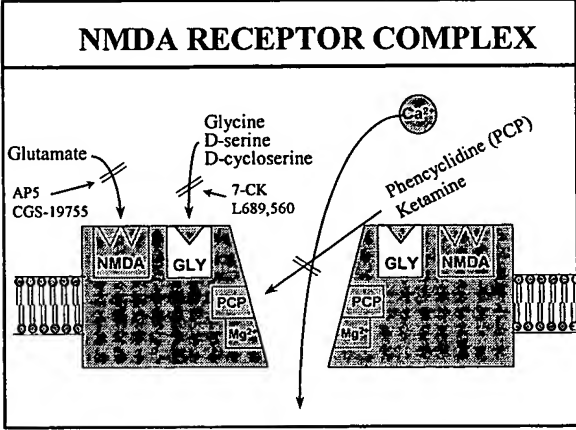 NMDA RECEPTOR COMPLEX
Ca²⁺
Glycine
D-serine
D-cycloserine
Glutamate
AP5
CGS-19755
7-CK
L689,560
Phencyclidine (PCP)
Ketamine
NMDA
GLY
GLY
NMDA
PCP
PCP
Mg²⁺
Mg²⁺